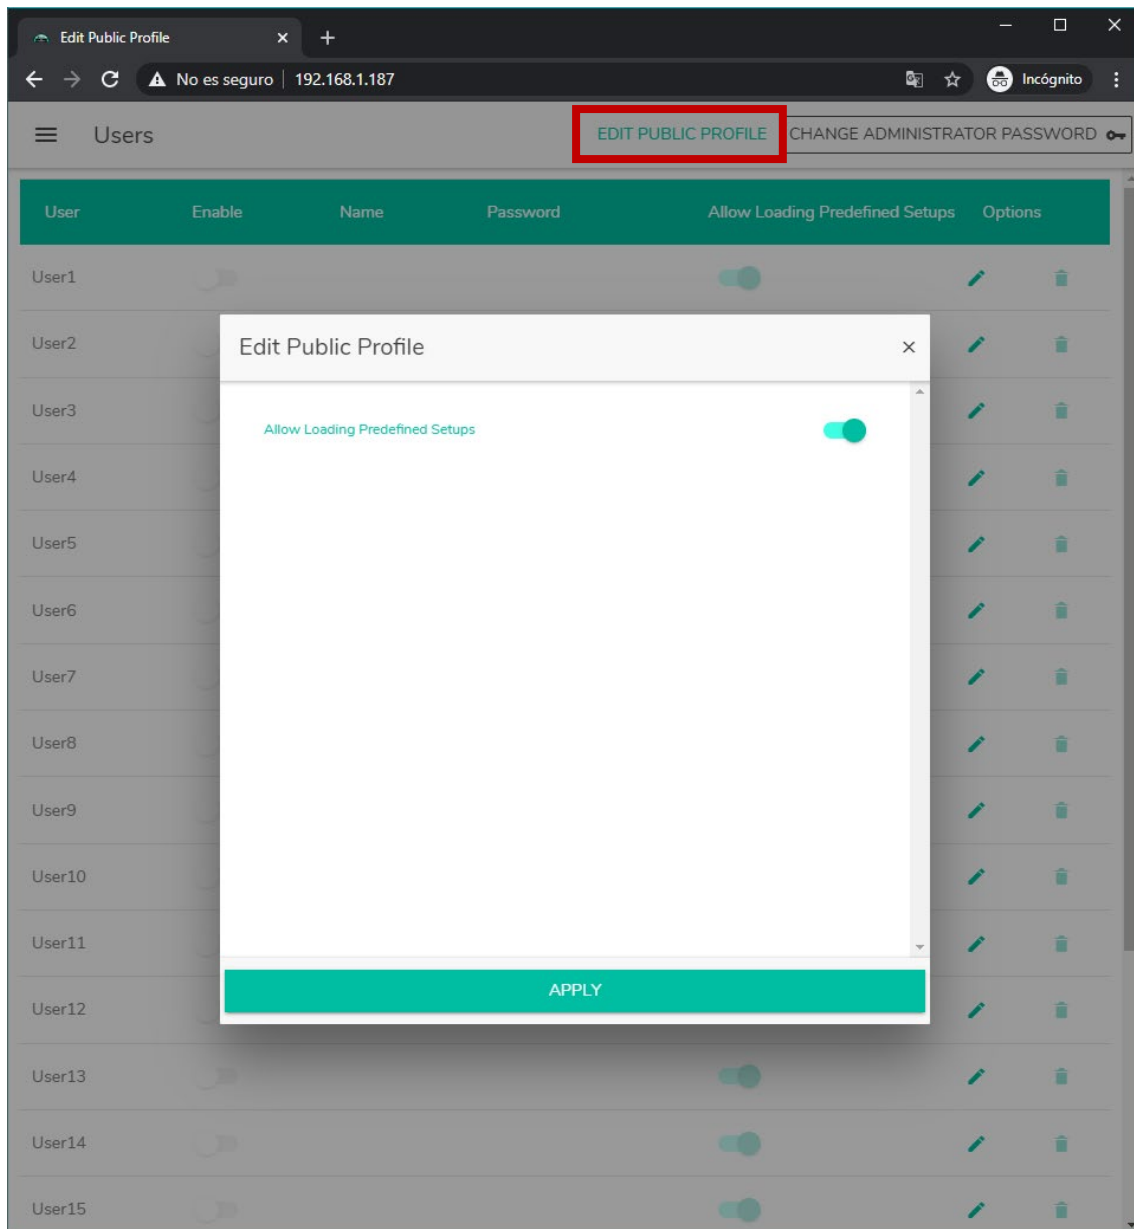 Edit Public Profile
No es seguro 192.168.1.187 Incógnito
Users EDIT PUBLIC PROFILE CHANGE ADMINISTRATOR PASSWORD
User Enable Name Password Allow Loading Predefined Setups Options
User1
User2
Edit Public Profile
User3
Allow Loading Predefined Setups
User4
User5
User6
User7
User8
User9
User10
User11
APPLY
User12
User13
User14
User15